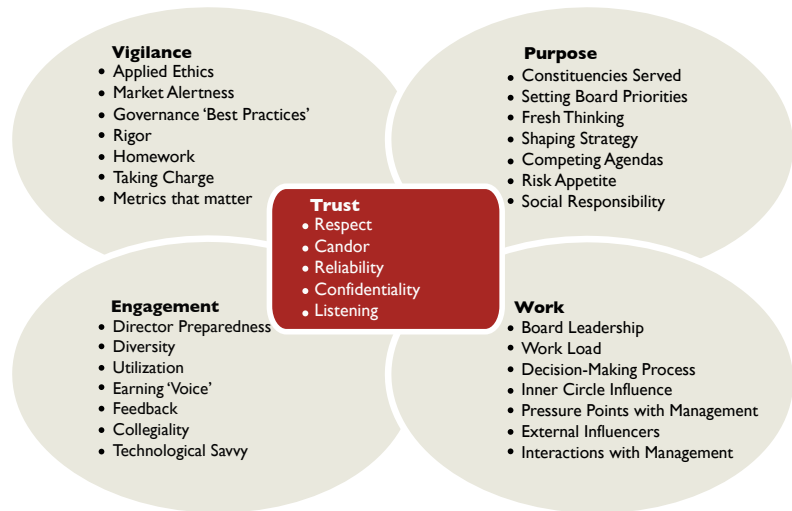 Vigilance
• Applied Ethics
• Market Alertness
• Governance ‘Best Practices’
• Rigor
• Homework
• Taking Charge
• Metrics that matter
Purpose
• Constituencies Served
• Setting Board Priorities
• Fresh Thinking
• Shaping Strategy
• Competing Agendas
• Risk Appetite
• Social Responsibility
Trust
• Respect
• Candor
• Reliability
• Confidentiality
• Listening
Engagement
• Director Preparedness
• Diversity
• Utilization
• Earning ‘Voice’
• Feedback
• Collegiality
• Technological Savvy
Work
• Board Leadership
• Work Load
• Decision-Making Process
• Inner Circle Influence
• Pressure Points with Management
• External Influencers
• Interactions with Management